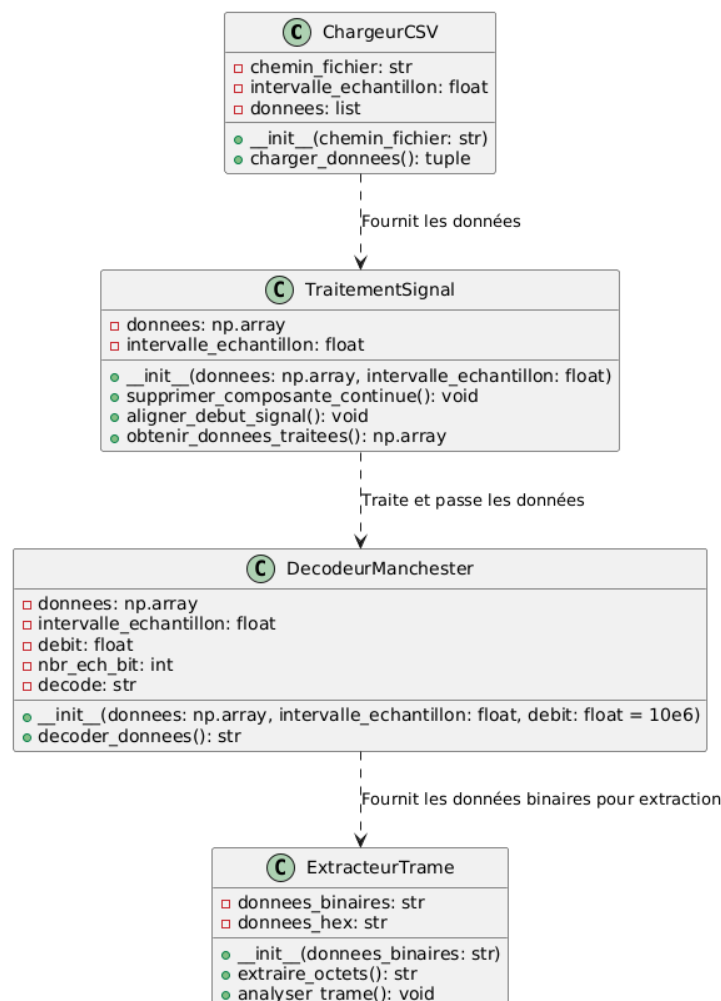 C ChargeurCSV
chemin_fichier: str
intervalle_echantillon: float
donnees: list
__init__(chemin_fichier: str)
charger_donnees(): tuple
Fournit les données
C TraitementSignal
donnees: np.array
intervalle_echantillon: float
__init__(donnees: np.array, intervalle_echantillon: float)
supprimer_composante_continue(): void
aligner_debut_signal(): void
obtenir_donnees_traitees(): np.array
Traite et passe les données
C DecodeurManchester
donnees: np.array
intervalle_echantillon: float
debit: float
nbr_ech_bit: int
decode: str
__init__(donnees: np.array, intervalle_echantillon: float, debit: float = 10e6)
decoder_donnees(): str
Fournit les données binaires pour extraction
C ExtracteurTrame
donnees_binaires: str
donnees_hex: str
__init__(donnees_binaires: str)
extraire_octets(): str
analyser_trame(): void